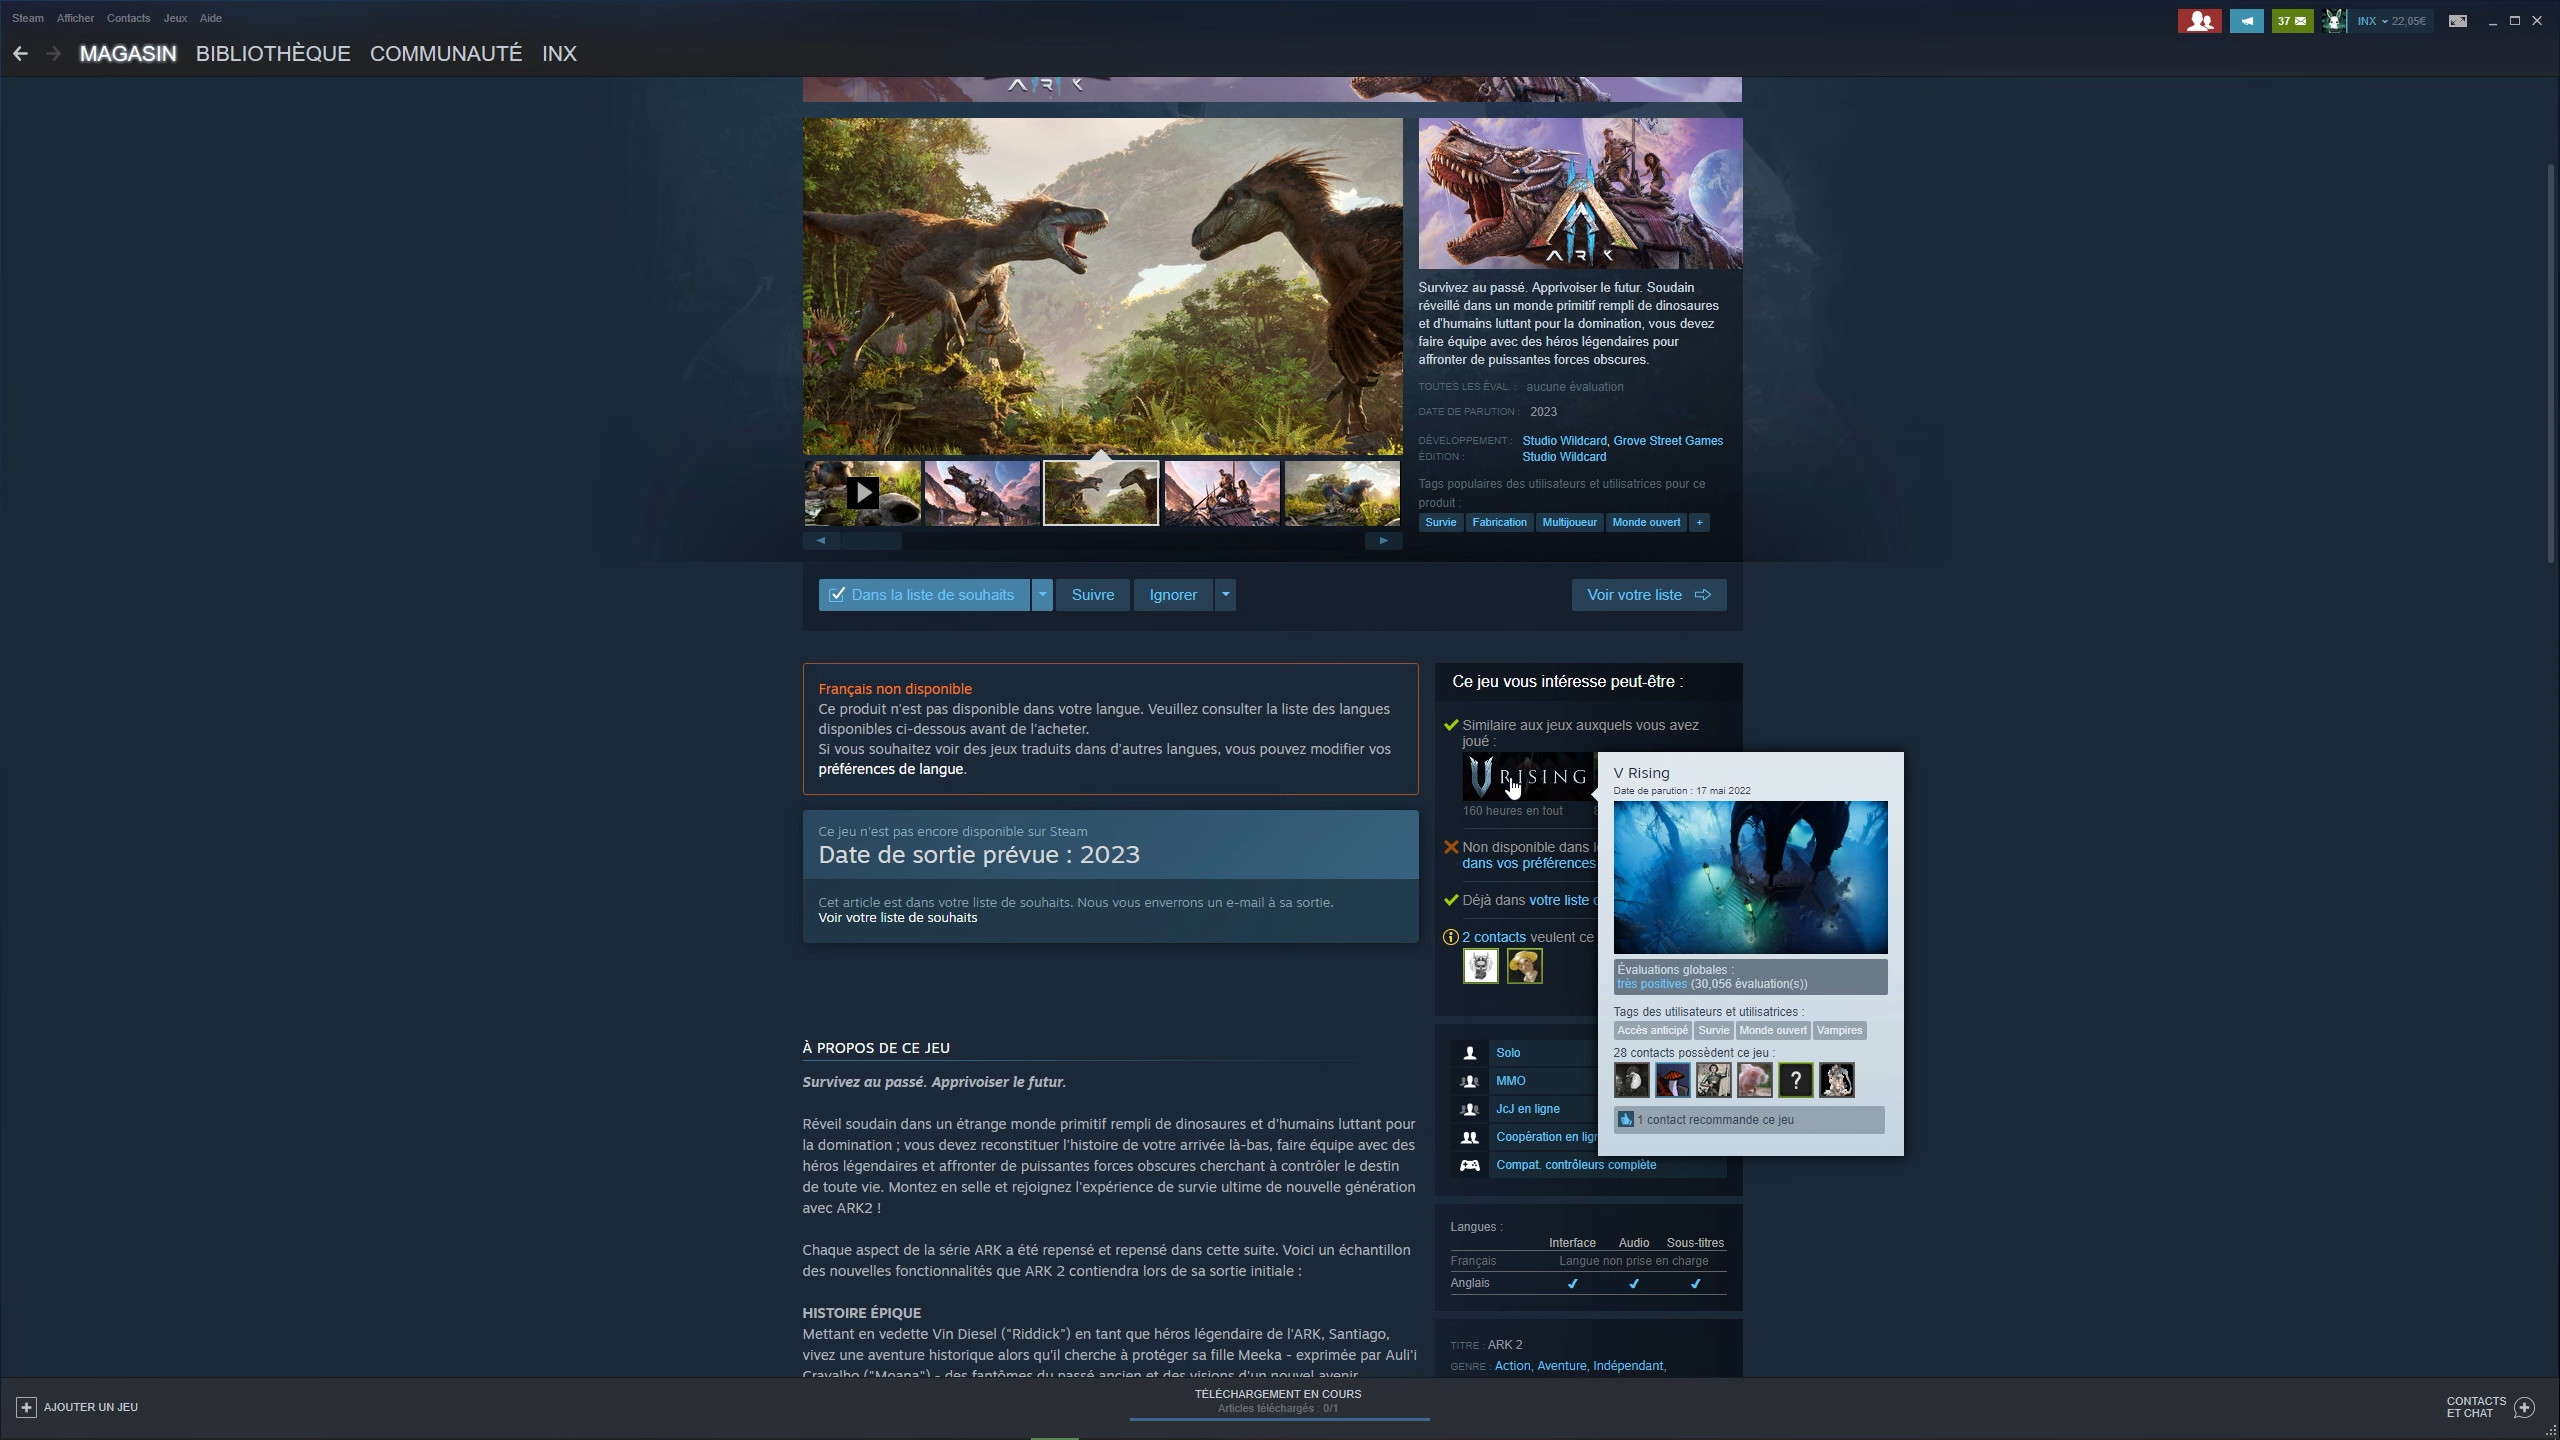 Steam Afficher Contacts Jeux Aide
37
INX 22,05€
MAGASIN BIBLIOTHÈQUE COMMUNAUTÉ INX
ARK
ARK
Survivez au passé. Apprivoiser le futur. Soudain
réveillé dans un monde primitif rempli de dinosaures
et d'humains luttant pour la domination, vous devez
faire équipe avec des héros légendaires pour
affronter de puissantes forces obscures.
TOUTES LES ÉVAL. : aucune évaluation
DATE DE PARUTION : 2023
DÉVELOPPEMENT : Studio Wildcard, Grove Street Games
ÉDITION : Studio Wildcard
Tags populaires des utilisateurs et utilisatrices pour ce
produit :
Survie Fabrication Multijoueur Monde ouvert +
Dans la liste de souhaits Suivre Ignorer Voir votre liste
Français non disponible
Ce produit n'est pas disponible dans votre langue. Veuillez consulter la liste des langues
disponibles ci-dessous avant de l'acheter.
Si vous souhaitez voir des jeux traduits dans d'autres langues, vous pouvez modifier vos
préférences de langue.
Ce jeu n'est pas encore disponible sur Steam
Date de sortie prévue : 2023
Cet article est dans votre liste de souhaits. Nous vous enverrons un e-mail à sa sortie.
Voir votre liste de souhaits
À PROPOS DE CE JEU
Survivez au passé. Apprivoiser le futur.
Réveil soudain dans un étrange monde primitif rempli de dinosaures et d'humains luttant pour
la domination ; vous devez reconstituer l'histoire de votre arrivée là-bas, faire équipe avec des
héros légendaires et affronter de puissantes forces obscures cherchant à contrôler le destin
de toute vie. Montez en selle et rejoignez l'expérience de survie ultime de nouvelle génération
avec ARK2 !
Chaque aspect de la série ARK a été repensé et repensé dans cette suite. Voici un échantillon
des nouvelles fonctionnalités que ARK 2 contiendra lors de sa sortie initiale :
HISTOIRE ÉPIQUE
Mettant en vedette Vin Diesel ("Riddick") en tant que héros légendaire de l'ARK, Santiago,
vivez une aventure historique alors qu'il cherche à protéger sa fille Meeka - exprimée par Auli'i
Cravalho ("Moana") - des fantômes du passé ancien et des visions d'un nouvel avenir
Ce jeu vous intéresse peut-être :
Similaire aux jeux auxquels vous avez
joué :
V RISING
160 heures en tout
Non disponible dans
dans vos préférences
Déjà dans votre liste
2 contacts veulent ce
Solo
MMO
JcJ en ligne
Coopération en lig
Compat. contrôleurs complète
V Rising
Date de parution : 17 mai 2022
Évaluations globales :
très positives (30,056 évaluation(s))
Tags des utilisateurs et utilisatrices :
Accès anticipé Survie Monde ouvert Vampires
28 contacts possèdent ce jeu :
?
1 contact recommande ce jeu
Langues :
Interface Audio Sous-titres
Français Langue non prise en charge
Anglais
TITRE : ARK 2
GENRE : Action, Aventure, Indépendant,
AJOUTER UN JEU
TÉLÉCHARGEMENT EN COURS
Articles téléchargés : 0/1
CONTACTS
ET CHAT